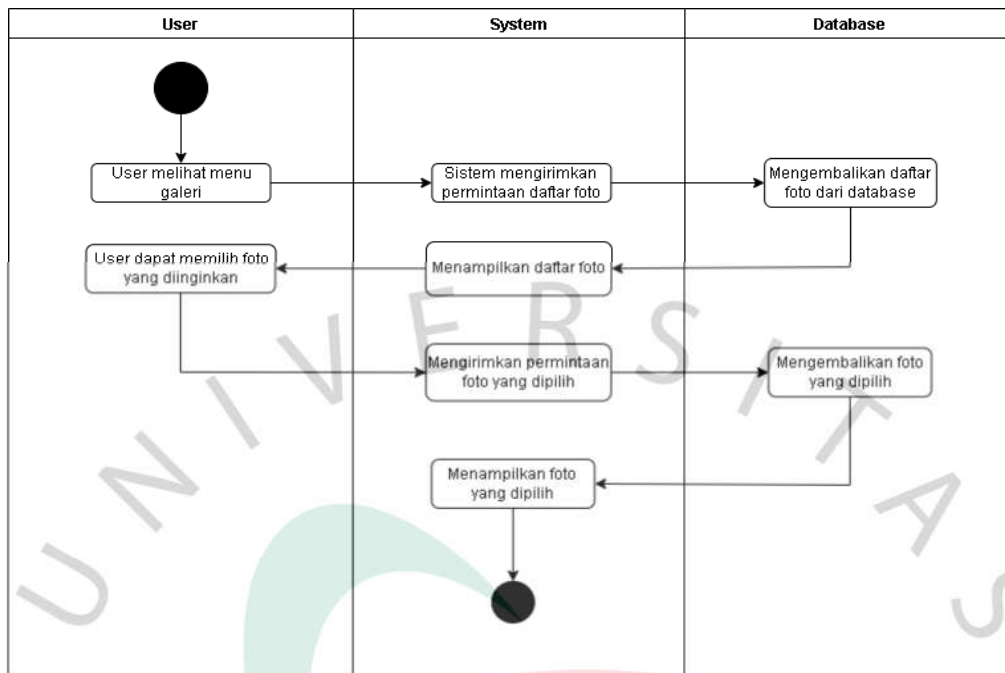 User
System
Database
User melihat menu
galeri
Sistem mengirimkan
permintaan daftar foto
Mengembalikan daftar
foto dari database
Menampilkan daftar foto
User dapat memilih foto
yang diinginkan
Mengirimkan permintaan
foto yang dipilih
Mengembalikan foto
yang dipilih
Menampilkan foto
yang dipilih
UNIVERSITAS